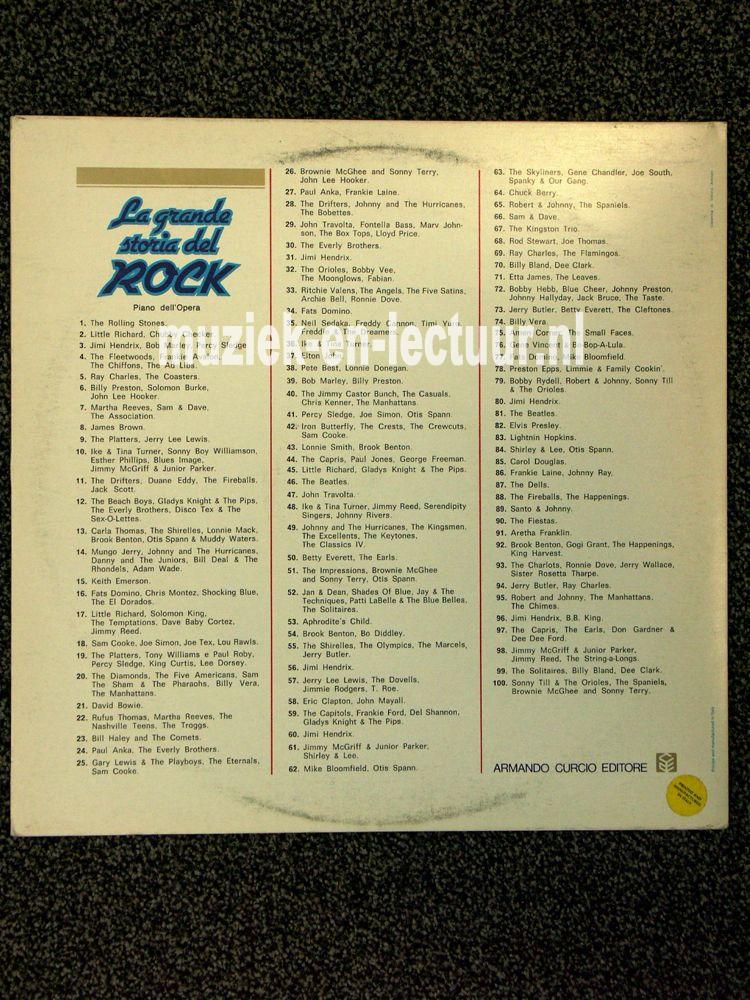 La grande
storia del
ROCK
Piano dell'Opera
1. The Rolling Stones.
2. Little Richard, Chubby Checker.
3. Jimi Hendrix, Bob Marley, Percy Sledge
4. The Fleetwoods, Frankie Avalon,
The Chiffons, The Ad Libs.
5. Ray Charles, The Coasters.
6. Billy Preston, Solomon Burke,
John Lee Hooker.
7. Martha Reeves, Sam & Dave,
The Association.
8. James Brown.
9. The Platters, Jerry Lee Lewis.
10. Ike & Tina Turner, Sonny Boy Williamson,
Esther Phillips, Blues Image,
Jimmy McGriff & Junior Parker.
11. The Drifters, Duane Eddy, The Fireballs,
Jack Scott.
12. The Beach Boys, Gladys Knight & The Pips,
The Everly Brothers, Disco Tex & The
Sex-O-Lettes.
13. Carla Thomas, The Shirelles, Lonnie Mack,
Brook Benton, Otis Spann & Muddy Waters.
14. Mungo Jerry, Johnny and The Hurricanes,
Danny and The Juniors, Bill Deal & The
Rhondels, Adam Wade.
15. Keith Emerson.
16. Fats Domino, Chris Montez, Shocking Blue,
The El Dorados.
17. Little Richard, Solomon King,
The Temptations, Dave Baby Cortez,
Jimmy Reed.
18. Sam Cooke, Joe Simon, Joe Tex, Lou Rawls.
19. The Platters, Tony Williams e Paul Roby,
Percy Sledge, King Curtis, Lee Dorsey.
20. The Diamonds, The Five Americans, Sam
The Sham & The Pharaohs, Billy Vera,
The Manhattans.
21. David Bowie.
22. Rufus Thomas, Martha Reeves, The
Nashville Teens, The Troggs.
23. Bill Haley and The Comets.
24. Paul Anka, The Everly Brothers.
25. Gary Lewis & The Playboys, The Eternals,
Sam Cooke.
26. Brownie McGhee and Sonny Terry,
John Lee Hooker.
27. Paul Anka, Frankie Laine.
28. The Drifters, Johnny and The Hurricanes,
The Bobettes.
29. John Travolta, Fontella Bass, Marv John-
son, The Box Tops, Lloyd Price.
30. The Everly Brothers.
31. Jimi Hendrix.
32. The Orioles, Bobby Vee,
The Moonglows, Fabian.
33. Ritchie Valens, The Angels, The Five Satins,
Archie Bell, Ronnie Dove.
34. Fats Domino.
35. Neil Sedaka, Freddy Cannon, Timi Yuro,
Freddy & The Dreamers.
36. Ike & Tina Turner.
37. Elton John.
38. Pete Best, Lonnie Donegan.
39. Bob Marley, Billy Preston.
40. The Jimmy Castor Bunch, The Casuals,
Chris Kenner, The Manhattans.
41. Percy Sledge, Joe Simon, Otis Spann.
42. Iron Butterfly, The Crests, The Crewcuts,
Sam Cooke.
43. Lonnie Smith, Brook Benton.
44. The Capris, Paul Jones, George Freeman.
45. Little Richard, Gladys Knight & The Pips.
46. The Beatles.
47. John Travolta.
48. Ike & Tina Turner, Jimmy Reed, Serendipity
Singers, Johnny Rivers.
49. Johnny and The Hurricanes, The Kingsmen,
The Excellents, The Keytones,
The Classics IV.
50. Betty Everett, The Earls.
51. The Impressions, Brownie McGhee
and Sonny Terry, Otis Spann.
52. Jan & Dean, Shades Of Blue, Jay & The
Techniques, Patti LaBelle & The Blue Belles,
The Solitaires.
53. Aphrodite's Child.
54. Brook Benton, Bo Diddley.
55. The Shirelles, The Olympics, The Marcels,
Jerry Butler.
56. Jimi Hendrix.
57. Jerry Lee Lewis, The Dovells,
Jimmie Rodgers, T. Roe.
58. Eric Clapton, John Mayall.
59. The Capitols, Frankie Ford, Del Shannon,
Gladys Knight & The Pips.
60. Jimi Hendrix.
61. Jimmy McGriff & Junior Parker,
Shirley & Lee.
62. Mike Bloomfield, Otis Spann.
63. The Skyliners, Gene Chandler, Joe South,
Spanky & Our Gang.
64. Chuck Berry.
65. Robert & Johnny, The Spaniels.
66. Sam & Dave.
67. The Kingston Trio.
68. Rod Stewart, Joe Thomas.
69. Ray Charles, The Flamingos.
70. Billy Bland, Dee Clark.
71. Etta James, The Leaves.
72. Bobby Hebb, Blue Cheer, Johnny Preston,
Johnny Hallyday, Jack Bruce, The Taste.
73. Jerry Butler, Betty Everett, The Cleftones.
74. Billy Vera.
75. Amen Corner, The Small Faces.
76. Gene Vincent, Be-Bop-A-Lula.
77. Fats Domino, Mike Bloomfield.
78. Preston Epps, Limmie & Family Cookin'.
79. Bobby Rydell, Robert & Johnny, Sonny Till
& The Orioles.
80. Jimi Hendrix.
81. The Beatles.
82. Elvis Presley.
83. Lightnin Hopkins.
84. Shirley & Lee, Otis Spann.
85. Carol Douglas.
86. Frankie Laine, Johnny Ray,
87. The Dells.
88. The Fireballs, The Happenings.
89. Santo & Johnny.
90. The Fiestas.
91. Aretha Franklin.
92. Brook Benton, Gogi Grant, The Happenings,
King Harvest.
93. The Charlots, Ronnie Dove, Jerry Wallace,
Sister Rosetta Tharpe.
94. Jerry Butler, Ray Charles.
95. Robert and Johnny, The Manhattans,
The Chimes.
96. Jimi Hendrix, B.B. King.
97. The Capris, The Earls, Don Gardner &
Dee Dee Ford.
98. Jimmy McGriff & Junior Parker,
Jimmy Reed, The String-a-Longs.
99. The Solitaires, Billy Bland, Dee Clark.
100. Sonny Till & The Orioles, The Spaniels,
Brownie McGhee and Sonny Terry.
ARMANDO CURCIO EDITORE
PRINTED AND
MANUFACTURED
IN ITALY
Printed and manufactured in Italy
muziek-en-lectuur.nl